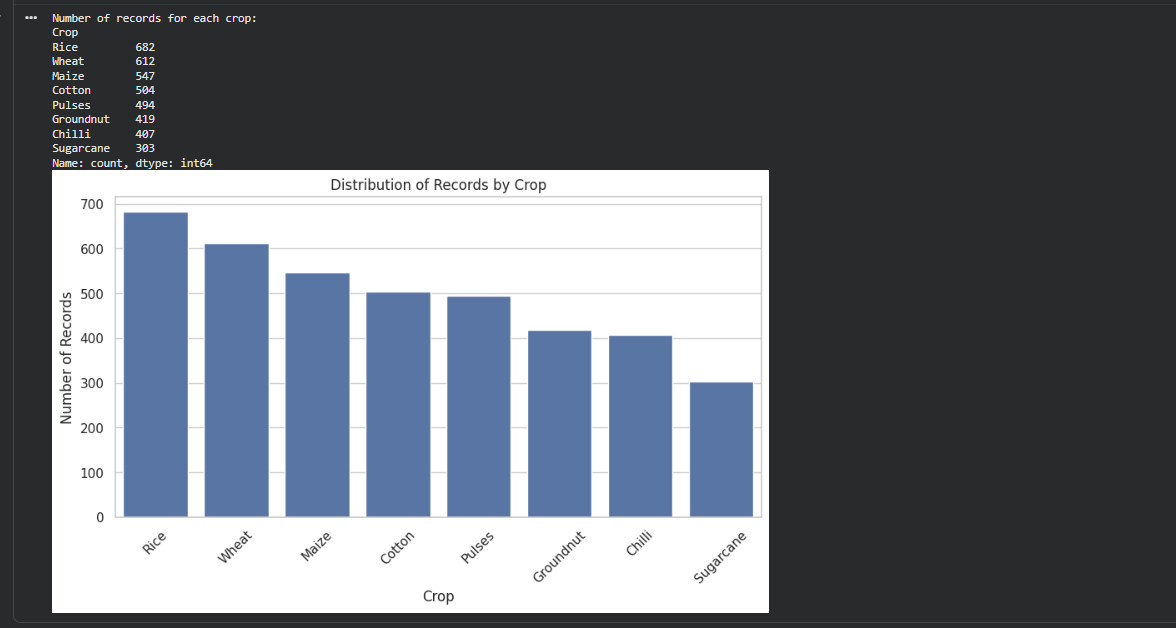 Number of records for each crop:
Crop
Rice         682
Wheat        612
Maize        547
Cotton       504
Pulses       494
Groundnut    419
Chilli       407
Sugarcane    303
Name: count, dtype: int64
Distribution of Records by Crop
700
600
500
400
300
200
100
0
Number of Records
Rice
Wheat
Maize
Cotton
Pulses
Groundnut
Chilli
Sugarcane
Crop